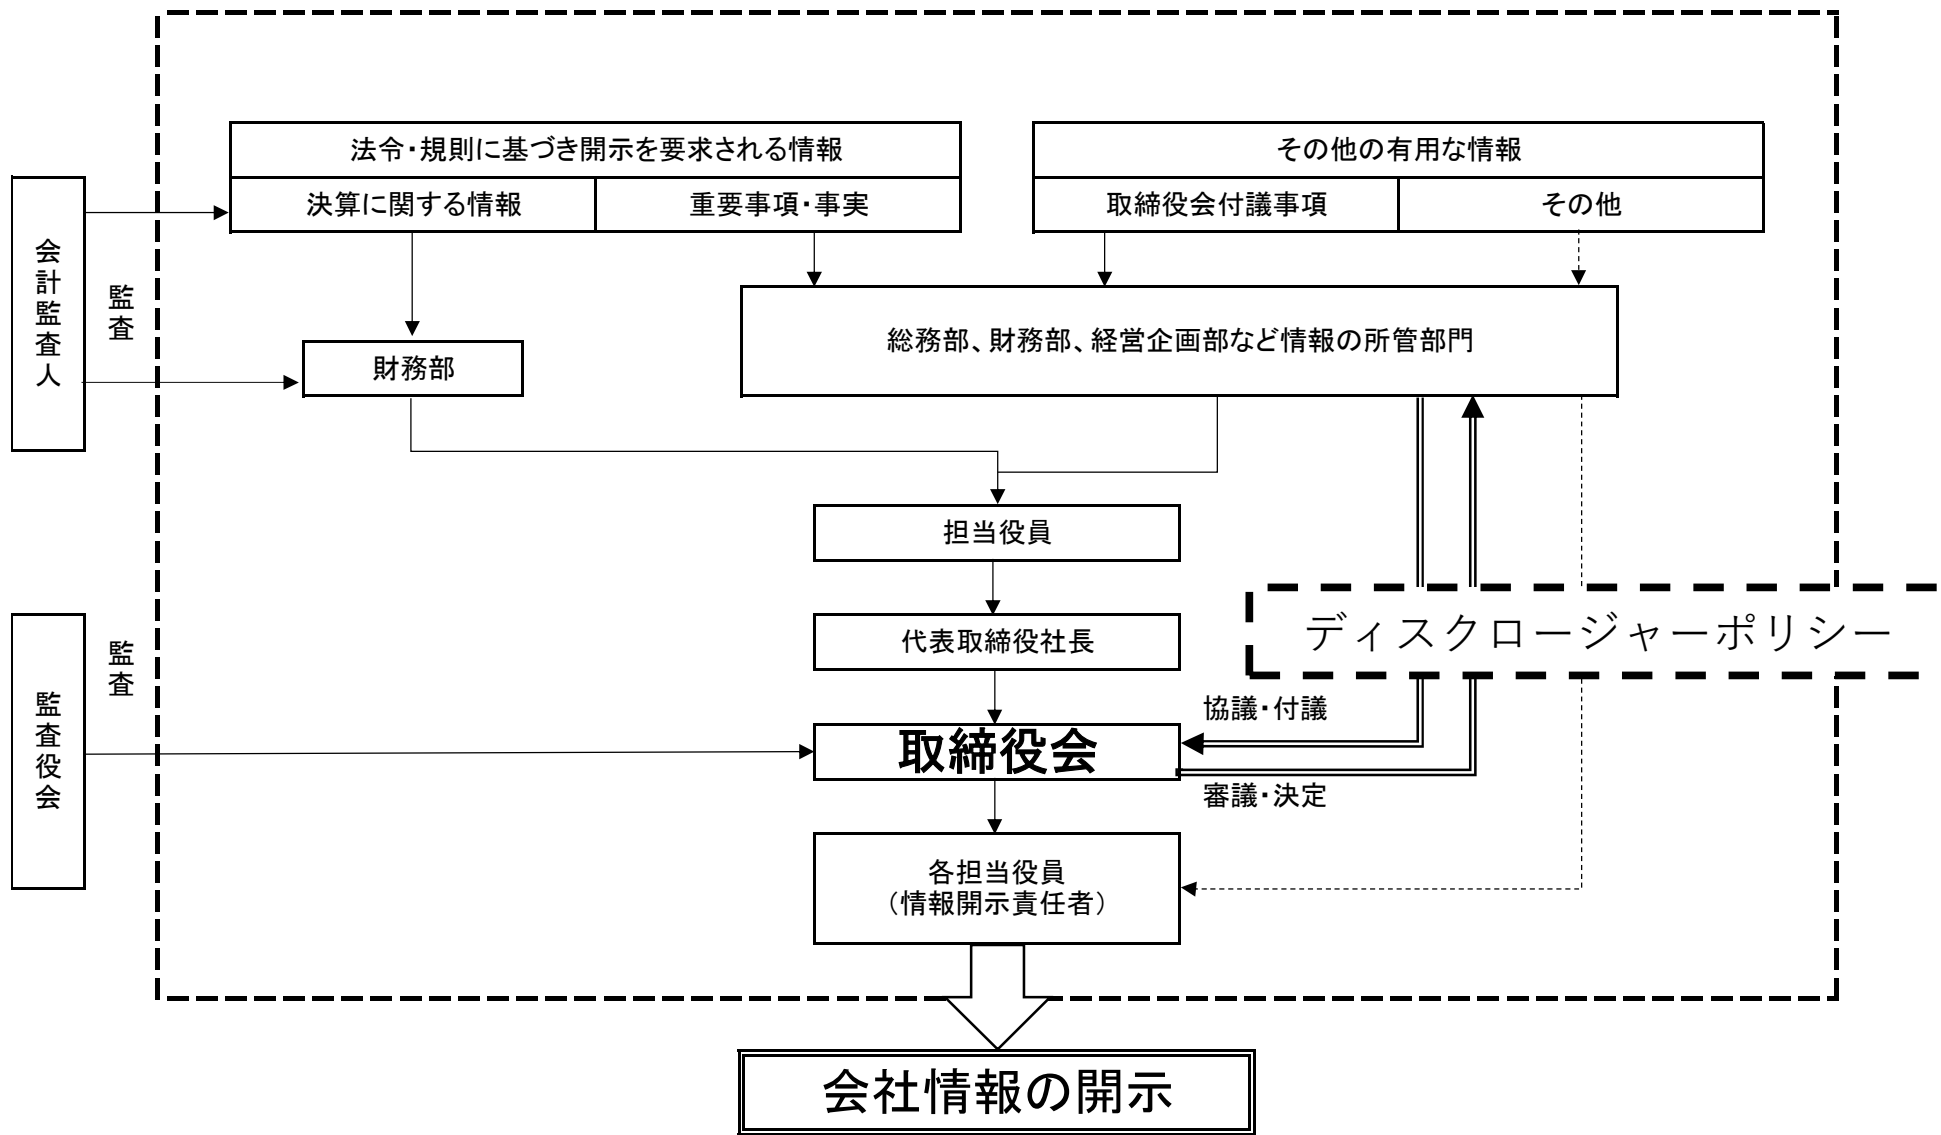 法令・規則に基づき開示を要求される情報
決算に関する情報
重要事項・事実
その他の有用な情報
取締役会付議事項
その他
会計監査人
監査
財務部
総務部、財務部、経営企画部など情報の所管部門
担当役員
代表取締役社長
ディスクロージャーポリシー
監査役会
監査
取締役会
協議・付議
審議・決定
各担当役員
（情報開示責任者）
会社情報の開示